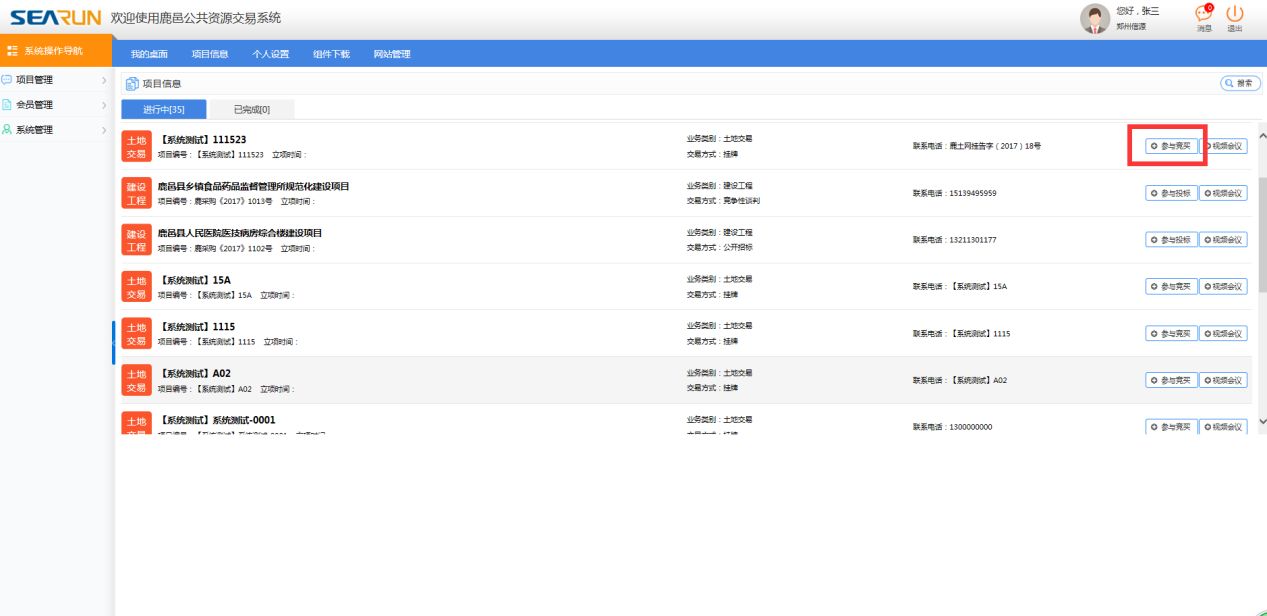 SEARUN 欢迎使用鹿邑公共资源交易系统
您好，张三
郑州信源
0
消息 退出
系统操作导航
我的桌面 项目信息 个人设置 组件下载 网站管理
项目管理
会员管理
系统管理
项目信息
搜索
进行中[35] 已完成[0]
土地交易
【系统测试】111523
项目编号：【系统测试】111523 立项时间：
业务类别：土地交易
交易方式：挂牌
联系电话：鹿土网挂告字（2017）18号
参与竞买 视频会议
建设工程
鹿邑县乡镇食品药品监督管理所规范化建设项目
项目编号：鹿采购《2017》1013号 立项时间：
业务类别：建设工程
交易方式：竞争性谈判
联系电话：15139495959
参与投标 视频会议
建设工程
鹿邑县人民医院医技病房综合楼建设项目
项目编号：鹿采购《2017》1102号 立项时间：
业务类别：建设工程
交易方式：公开招标
联系电话：13211301177
参与投标 视频会议
土地交易
【系统测试】15A
项目编号：【系统测试】15A 立项时间：
业务类别：土地交易
交易方式：挂牌
联系电话：【系统测试】15A
参与竞买 视频会议
土地交易
【系统测试】1115
项目编号：【系统测试】1115 立项时间：
业务类别：土地交易
交易方式：挂牌
联系电话：【系统测试】1115
参与竞买 视频会议
土地交易
【系统测试】A02
项目编号：【系统测试】A02 立项时间：
业务类别：土地交易
交易方式：挂牌
联系电话：【系统测试】A02
参与竞买 视频会议
土地
【系统测试】系统测试-0001
业务类别：土地交易
联系电话：1300000000
参与竞买 视频会议